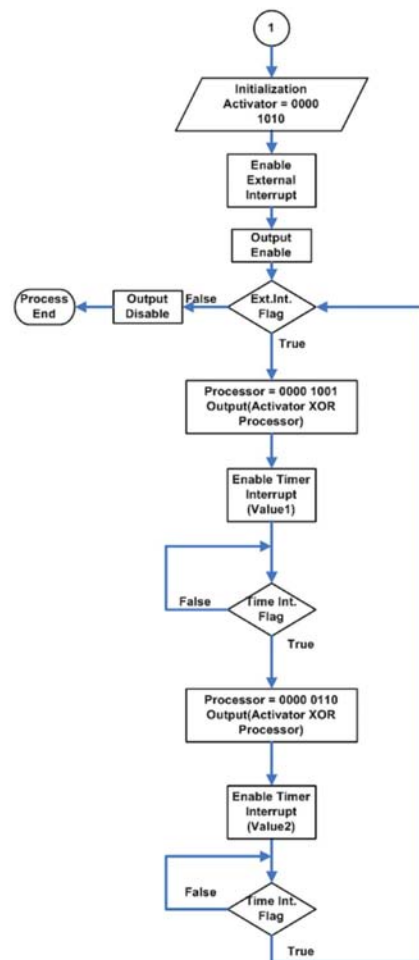 1
Initialization
Activator = 0000
1010
Enable
External
Interrupt
Output
Enable
Process
End
Output
Disable
False
Ext.Int.
Flag
True
Processor = 0000 1001
Output(Activator XOR
Processor)
Enable Timer
Interrupt
(Value1)
False
Time Int.
Flag
True
Processor = 0000 0110
Output(Activator XOR
Processor)
Enable Timer
Interrupt
(Value2)
False
Time Int.
Flag
True